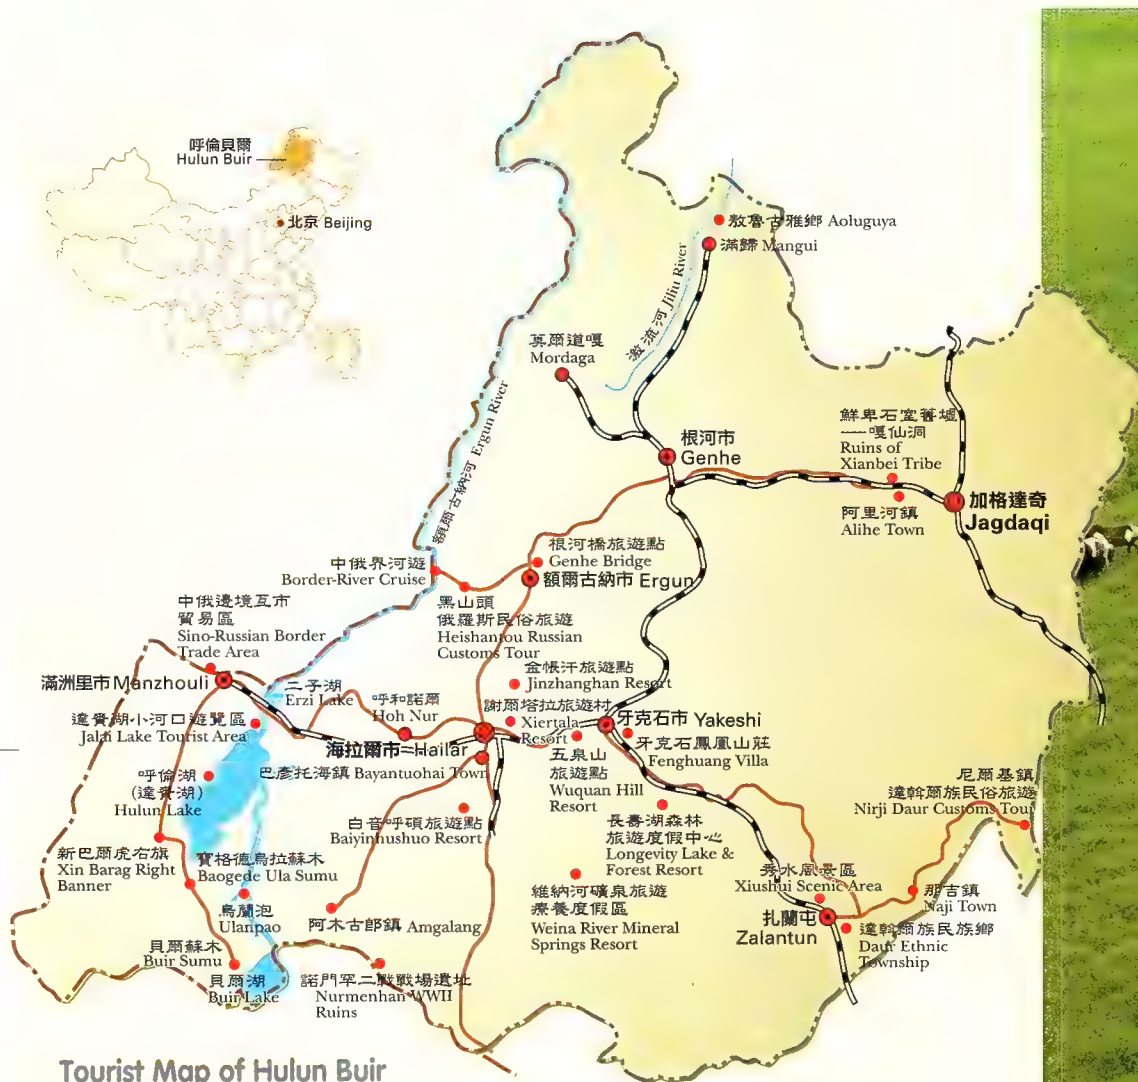 呼倫貝爾
Hulun Buir
北京 Beijing
敖魯古雅鄉 Aoluguya
滿歸 Mangui
激流河 Jiliu River
莫爾道嘎
Mordaga
額爾古納河 Ergun River
根河市
Genhe
鮮卑石室舊墟
──嘎仙洞
Ruins of
Xianbei Tribe
阿里河鎮
Alihe Town
加格達奇
Jagdaqi
根河橋旅遊點
Genhe Bridge
額爾古納市 Ergun
中俄界河遊
Border-River Cruise
黑山頭
俄羅斯民俗旅遊
Heishantou Russian
Customs Tour
中俄邊境互市
貿易區
Sino-Russian Border
Trade Area
滿洲里市 Manzhouli
二子湖
Erzi Lake
呼和諾爾
Hoh Nur
金帳汗旅遊點
Jinzhanghan Resort
謝爾塔拉旅遊村
Xiertala
Resort
牙克石市 Yakeshi
牙克石鳳凰山莊
Fenghuang Villa
達賚湖小河口遊覽區
Jalai Lake Tourist Area
海拉爾市 Hailar
巴彥托海鎮 Bayantuohai Town
五泉山
旅遊點
Wuquan Hill
Resort
呼倫湖
(達賚湖)
Hulun Lake
尼爾基鎮
達斡爾族民俗旅遊
Nirji Daur Customs Tour
白音呼碩旅遊點
Baiyinhushuo Resort
長壽湖森林
旅遊度假中心
Longevity Lake &
Forest Resort
新巴爾虎右旗
Xin Barag Right
Banner
寶格德烏拉蘇木
Baogede Ula Sumu
秀水風景區
Xiushui Scenic Area
烏蘭泡
Ulanpao
阿木古郎鎮 Amgalang
維納河礦泉旅遊
療養度假區
Weina River Mineral
Springs Resort
那吉鎮
Naji Town
扎蘭屯
Zalantun
達斡爾族民族鄉
Daur Ethnic
Township
貝爾蘇木
Buir Sumu
貝爾湖
Buir Lake
諾門罕二戰戰場遺址
Nurmenhan WWII
Ruins
Tourist Map of Hulun Buir